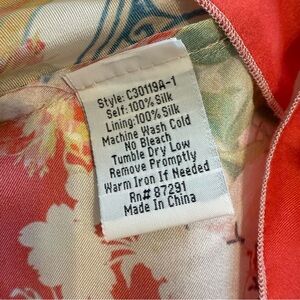 Style: C30119A-1
Self:100% Silk
Lining:100% Silk
Machine Wash Cold
No Bleach
Tumble Dry Low
Remove Promptly
Warm Iron If Needed
Rn# 87291
Made In China